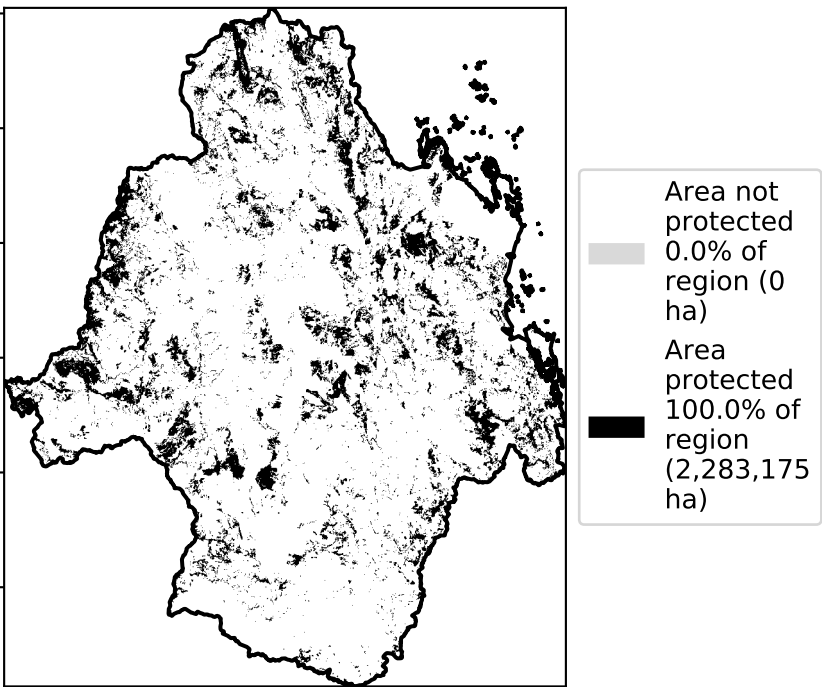 Area not
protected
0.0% of
region (0
ha)
Area
protected
100.0% of
region
(2,283,175
ha)